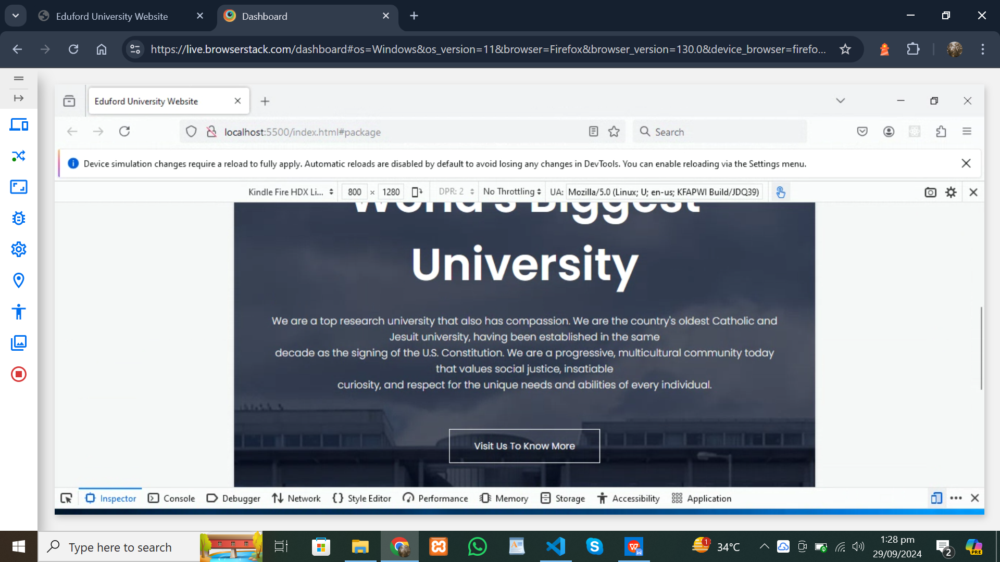 Eduford University Website
Dashboard
https://live.browserstack.com/dashboard#os=Windows&os_version=11&browser=Firefox&browser_version=130.0&device_browser=firefo...
Eduford University Website
localhost:5500/index.html#package
Search
Device simulation changes require a reload to fully apply. Automatic reloads are disabled by default to avoid losing any changes in DevTools. You can enable reloading via the Settings menu.
Kindle Fire HDX Li... 800 × 1280 DPR: 2 No Throttling UA: Mozilla/5.0 (Linux; U; en-us; KFAPWI Build/JDQ39)
World's Biggest
University
We are a top research university that also has compassion. We are the country's oldest Catholic and
Jesuit university, having been established in the same
decade as the signing of the U.S. Constitution. We are a progressive, multicultural community today
that values social justice, insatiable
curiosity, and respect for the unique needs and abilities of every individual.
Visit Us To Know More
Inspector Console Debugger Network Style Editor Performance Memory Storage Accessibility Application
Type here to search
1
34°C
1:28 pm
29/09/2024
2
PRE